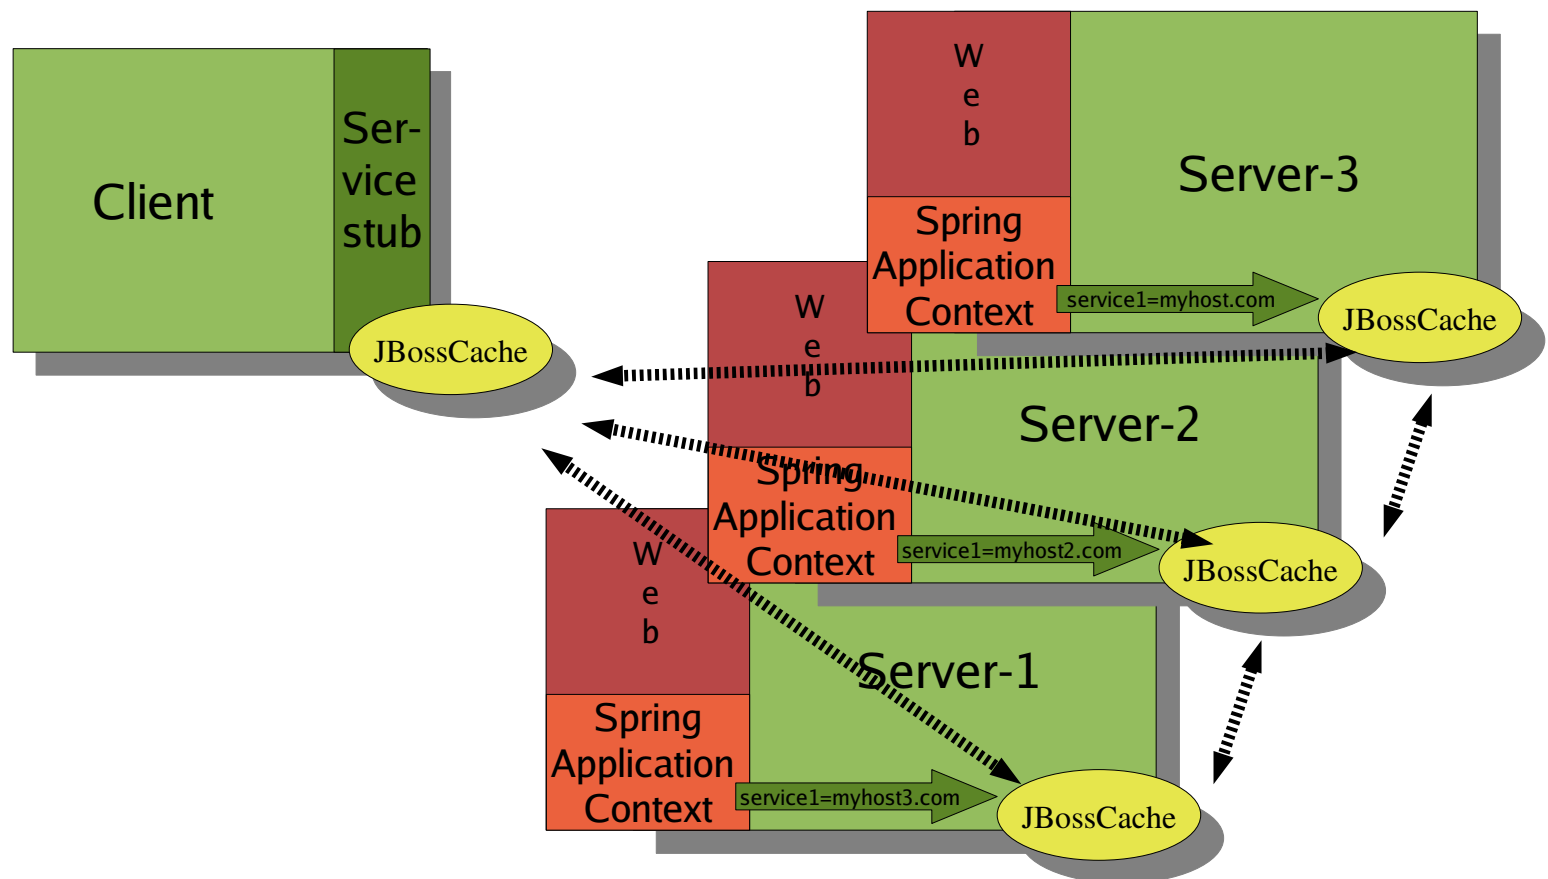 Client
Ser-
vice
stub
JBossCache
W
e
b
Spring
Application
Context
Server-3
service1=myhost.com
JBossCache
W
e
b
Spring
Application
Context
Server-2
service1=myhost2.com
JBossCache
W
e
b
Spring
Application
Context
Server-1
service1=myhost3.com
JBossCache